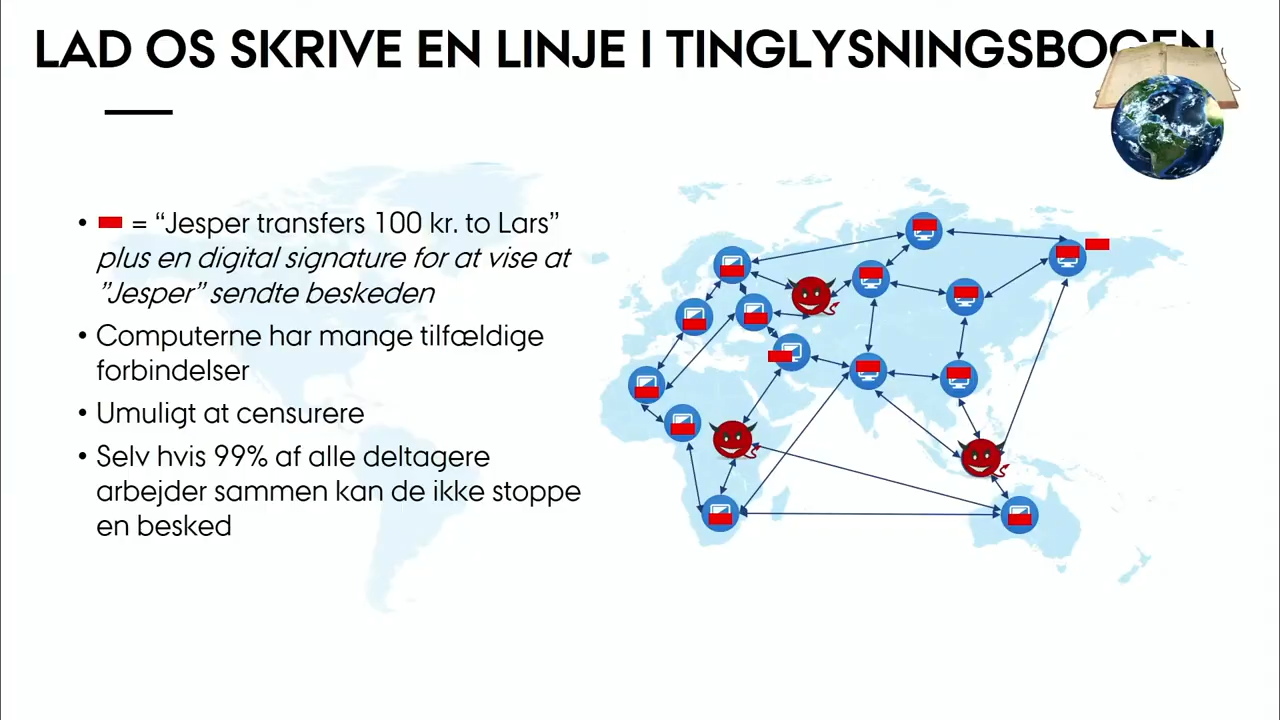 LAD OS SKRIVE EN LINJE I TINGLYSNINGSBOGEN
• = “Jesper transfers 100 kr. to Lars”
plus en digital signature for at vise at
”Jesper” sendte beskeden
• Computerne har mange tilfældige
forbindelser
• Umuligt at censurere
• Selv hvis 99% af alle deltagere
arbejder sammen kan de ikke stoppe
en besked